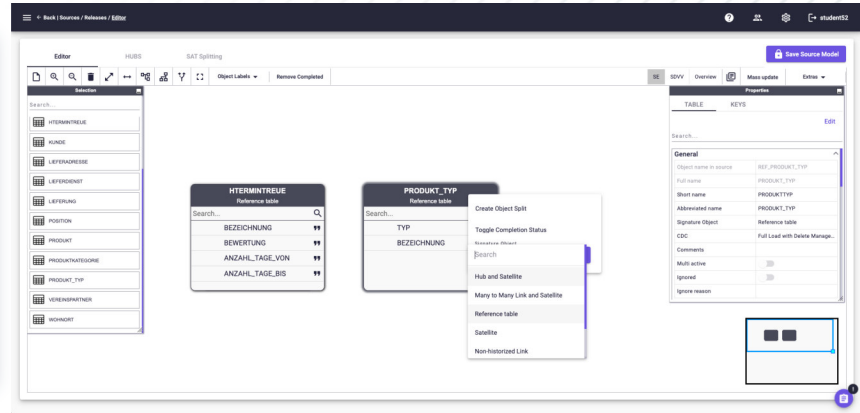 ← Back | Sources / Releases / Editor
student52
Editor
HUBS
SAT Splitting
Save Source Model
Object Labels
Remove Completed
SE
SDVV
Overview
Mass update
Extras
Selection
Search...
HTERMINTREUE
KUNDE
LIEFERADRESSE
LIEFERDIENST
LIEFERUNG
POSITION
PRODUKT
PRODUKTKATEGORIE
PRODUKT_TYP
VEREINSPARTNER
WOHNORT
HTERMINTREUE
Reference table
Search...
BEZEICHNUNG
BEWERTUNG
ANZAHL_TAGE_VON
ANZAHL_TAGE_BIS
PRODUKT_TYP
Reference table
Search...
TYP
BEZEICHNUNG
Create Object Split
Toggle Completion Status
Signature Object
Search
Hub and Satellite
Many to Many Link and Satellite
Reference table
Satellite
Non-historized Link
Properties
TABLE
KEYS
Edit
Search...
General
Object name in source REF_PRODUKT_TYP
Full name PRODUKT_TYP
Short name PRODUKTTYP
Abbreviated name PRODUKT_TYP
Signature Object Reference table
CDC Full Load with Delete Manage...
Comments
Multi active
Ignored
Ignore reason
1